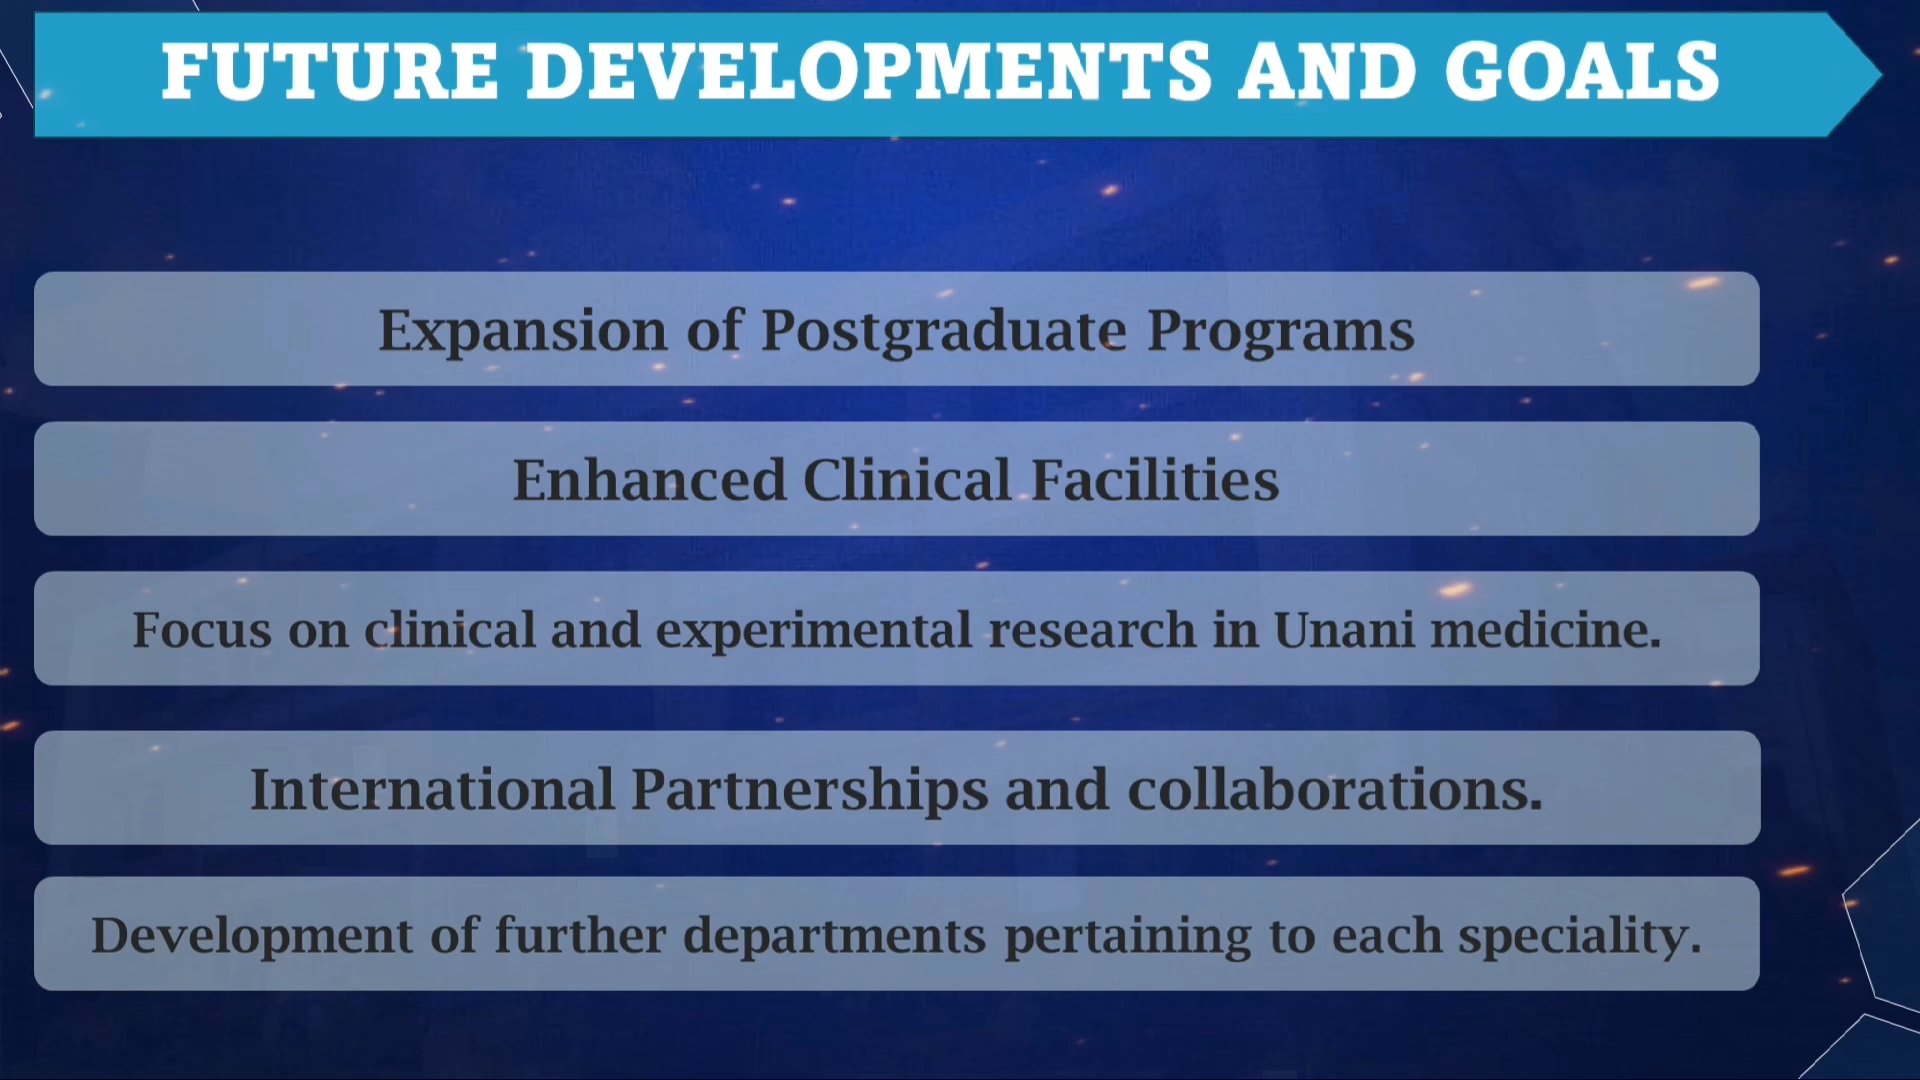 FUTURE DEVELOPMENTS AND GOALS
Expansion of Postgraduate Programs
Enhanced Clinical Facilities
Focus on clinical and experimental research in Unani medicine.
International Partnerships and collaborations.
Development of further departments pertaining to each speciality.